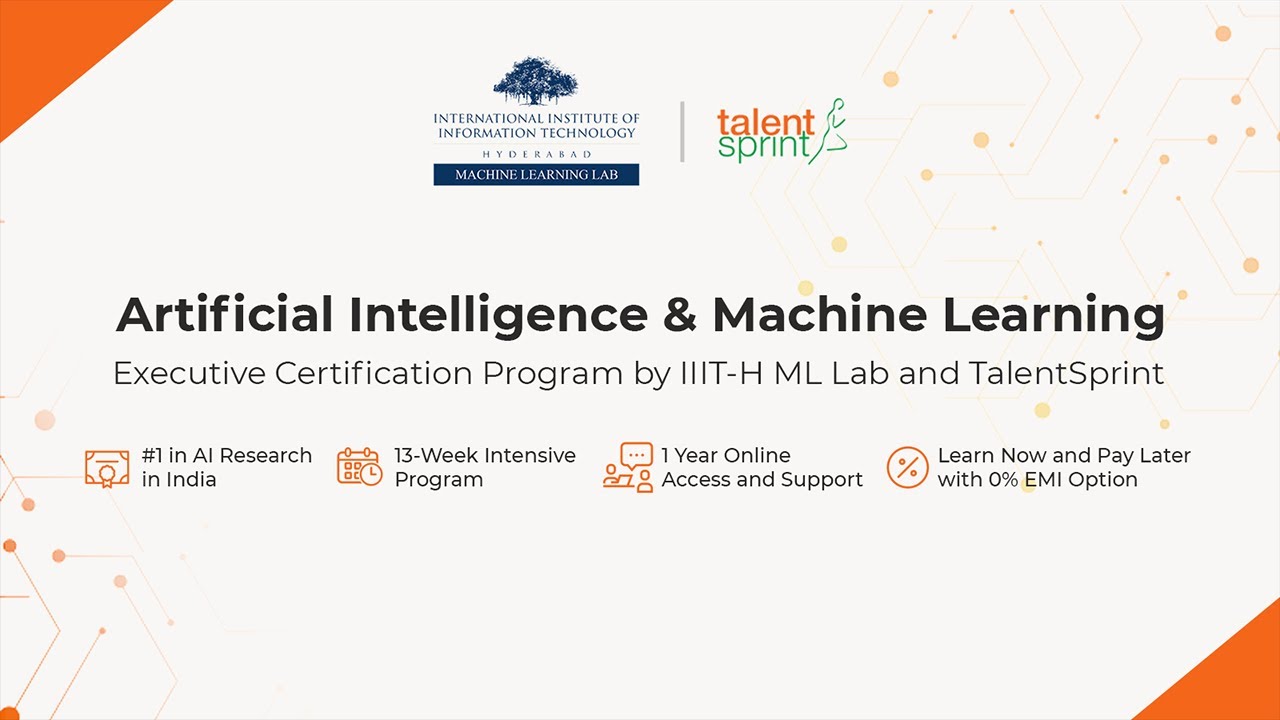 INTERNATIONAL INSTITUTE OF
INFORMATION TECHNOLOGY
HYDERABAD
MACHINE LEARNING LAB
talent
sprint
Artificial Intelligence & Machine Learning
Executive Certification Program by IIIT-H ML Lab and TalentSprint
#1 in AI Research
in India
13-Week Intensive
Program
1 Year Online
Access and Support
Learn Now and Pay Later
with 0% EMI Option